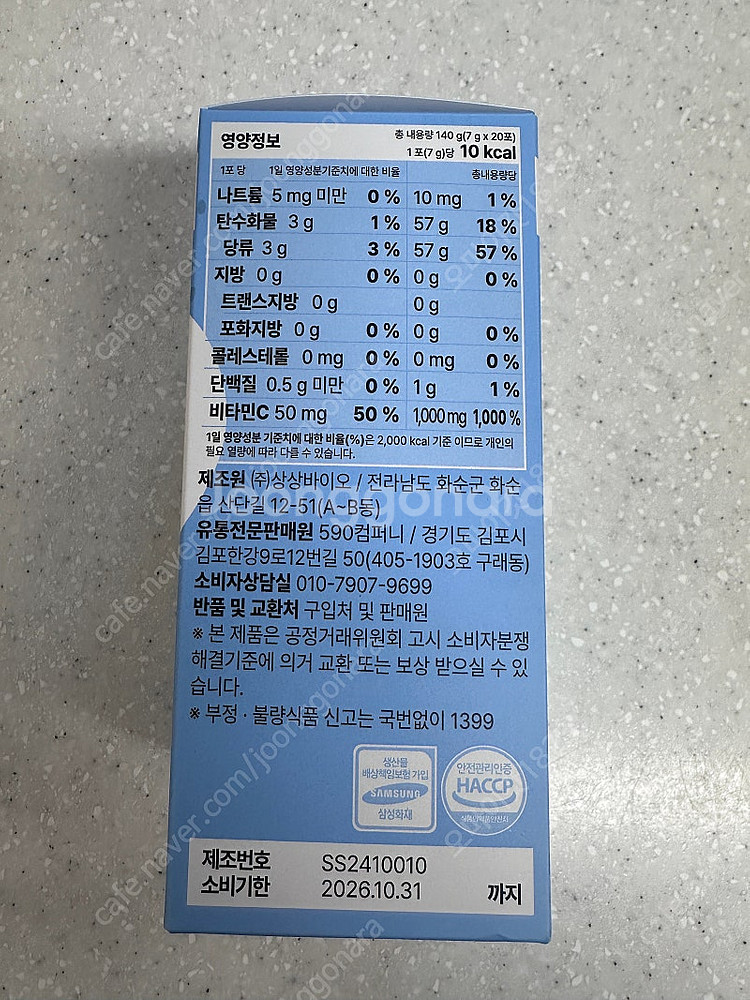 영양정보 총 내용량 140 g(7 g x 20포)
1 포(7 g)당 10 kcal
1포 당 1일 영양성분기준치에 대한 비율 총내용량당
나트륨 5 mg 미만 0 % 10 mg 1 %
탄수화물 3 g 1 % 57 g 18 %
당류 3 g 3 % 57 g 57 %
지방 0 g 0 % 0 g 0 %
트랜스지방 0 g 0 g
포화지방 0 g 0 % 0 g 0 %
콜레스테롤 0 mg 0 % 0 mg 0 %
단백질 0.5 g 미만 0 % 1 g 1 %
비타민C 50 mg 50 % 1,000 mg 1,000 %
1일 영양성분 기준치에 대한 비율(%)은 2,000 kcal 기준 이므로 개인의
필요 열량에 따라 다를 수 있습니다.
제조원 (주)상상바이오 / 전라남도 화순군 화순
읍 산단길 12-51(A~B동)
유통전문판매원 590컴퍼니 / 경기도 김포시
김포한강9로12번길 50(405-1903호 구래동)
소비자상담실 010-7907-9699
반품 및 교환처 구입처 및 판매원
※ 본 제품은 공정거래위원회 고시 소비자분쟁
해결기준에 의거 교환 또는 보상 받으실 수 있
습니다.
※ 부정 · 불량식품 신고는 국번없이 1399
생산물
배상책임보험 가입
SAMSUNG
삼성화재
안전관리인증
HACCP
식품의약품안전처
제조번호 SS2410010
소비기한 2026.10.31 까지
joonggonara
cafe.naver.com/joonggonara